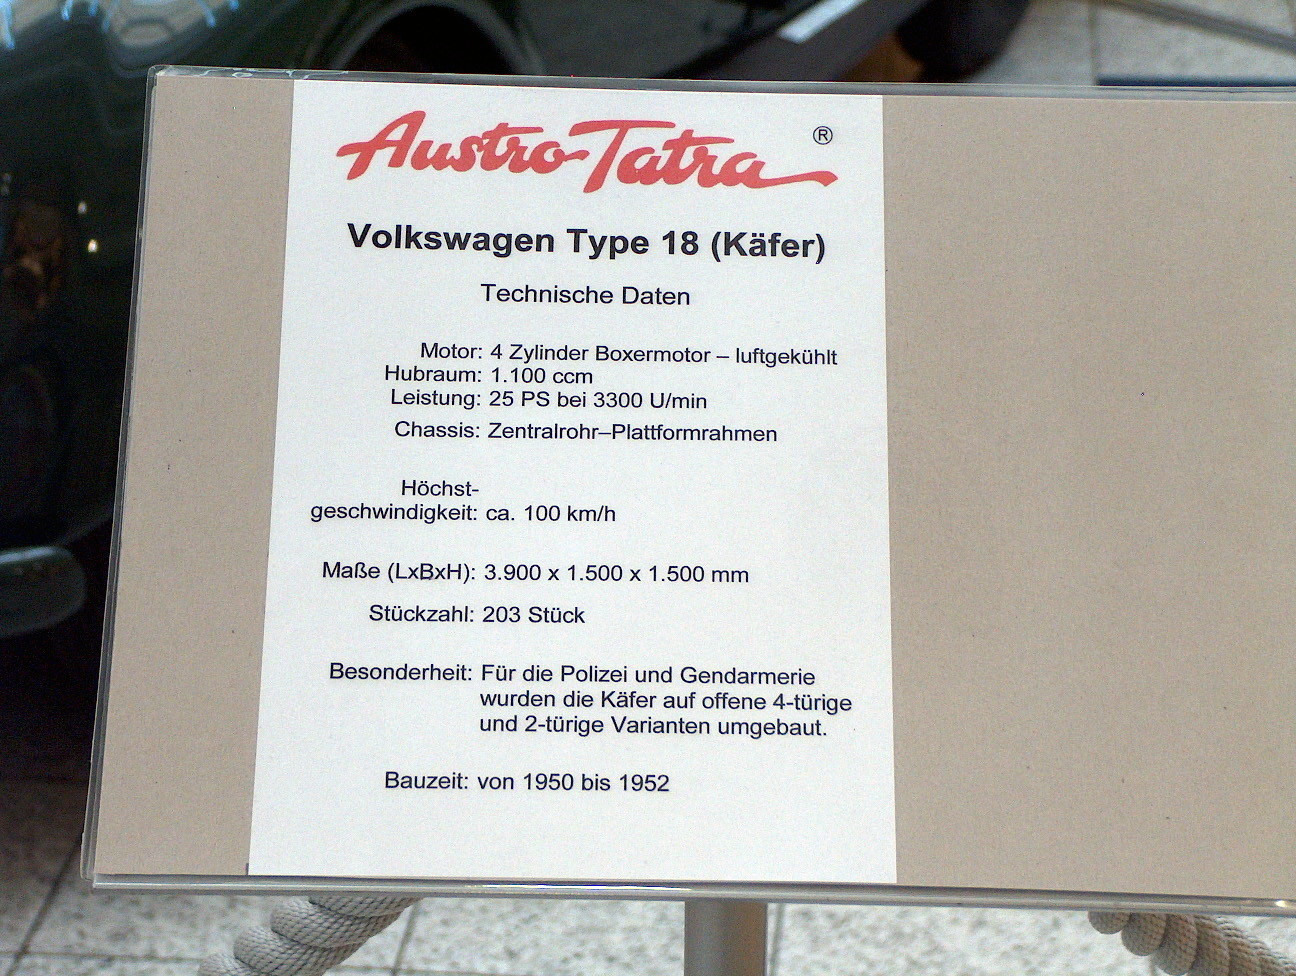 Austro-Tatra ®
Volkswagen Type 18 (Käfer)
Technische Daten
Motor: 4 Zylinder Boxermotor – luftgekühlt
Hubraum: 1.100 ccm
Leistung: 25 PS bei 3300 U/min
Chassis: Zentralrohr–Plattformrahmen
Höchst-
geschwindigkeit: ca. 100 km/h
Maße (LxBxH): 3.900 x 1.500 x 1.500 mm
Stückzahl: 203 Stück
Besonderheit: Für die Polizei und Gendarmerie
wurden die Käfer auf offene 4-türige
und 2-türige Varianten umgebaut.
Bauzeit: von 1950 bis 1952